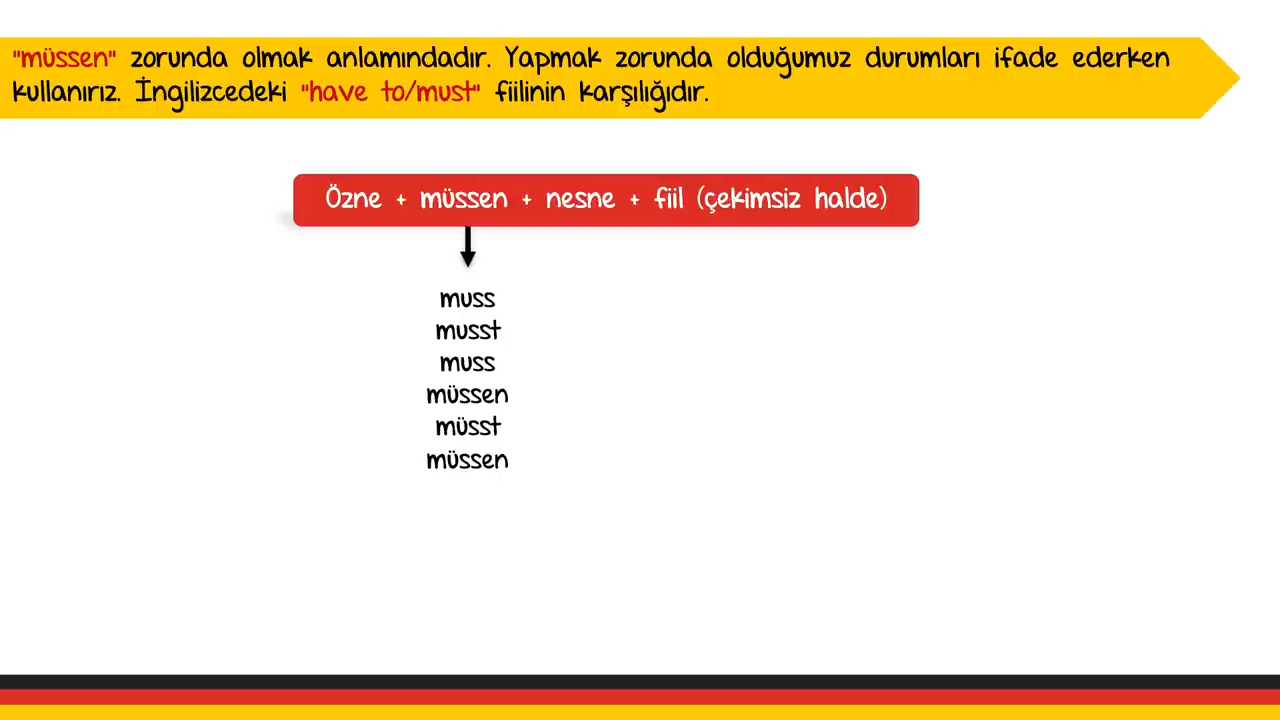 "müssen" zorunda olmak anlamındadır. Yapmak zorunda olduğumuz durumları ifade ederken
kullanırız. İngilizcedeki "have to/must" fiilinin karşılığıdır.
Özne + müssen + nesne + fiil (çekimsiz halde)
muss
musst
muss
müssen
müsst
müssen